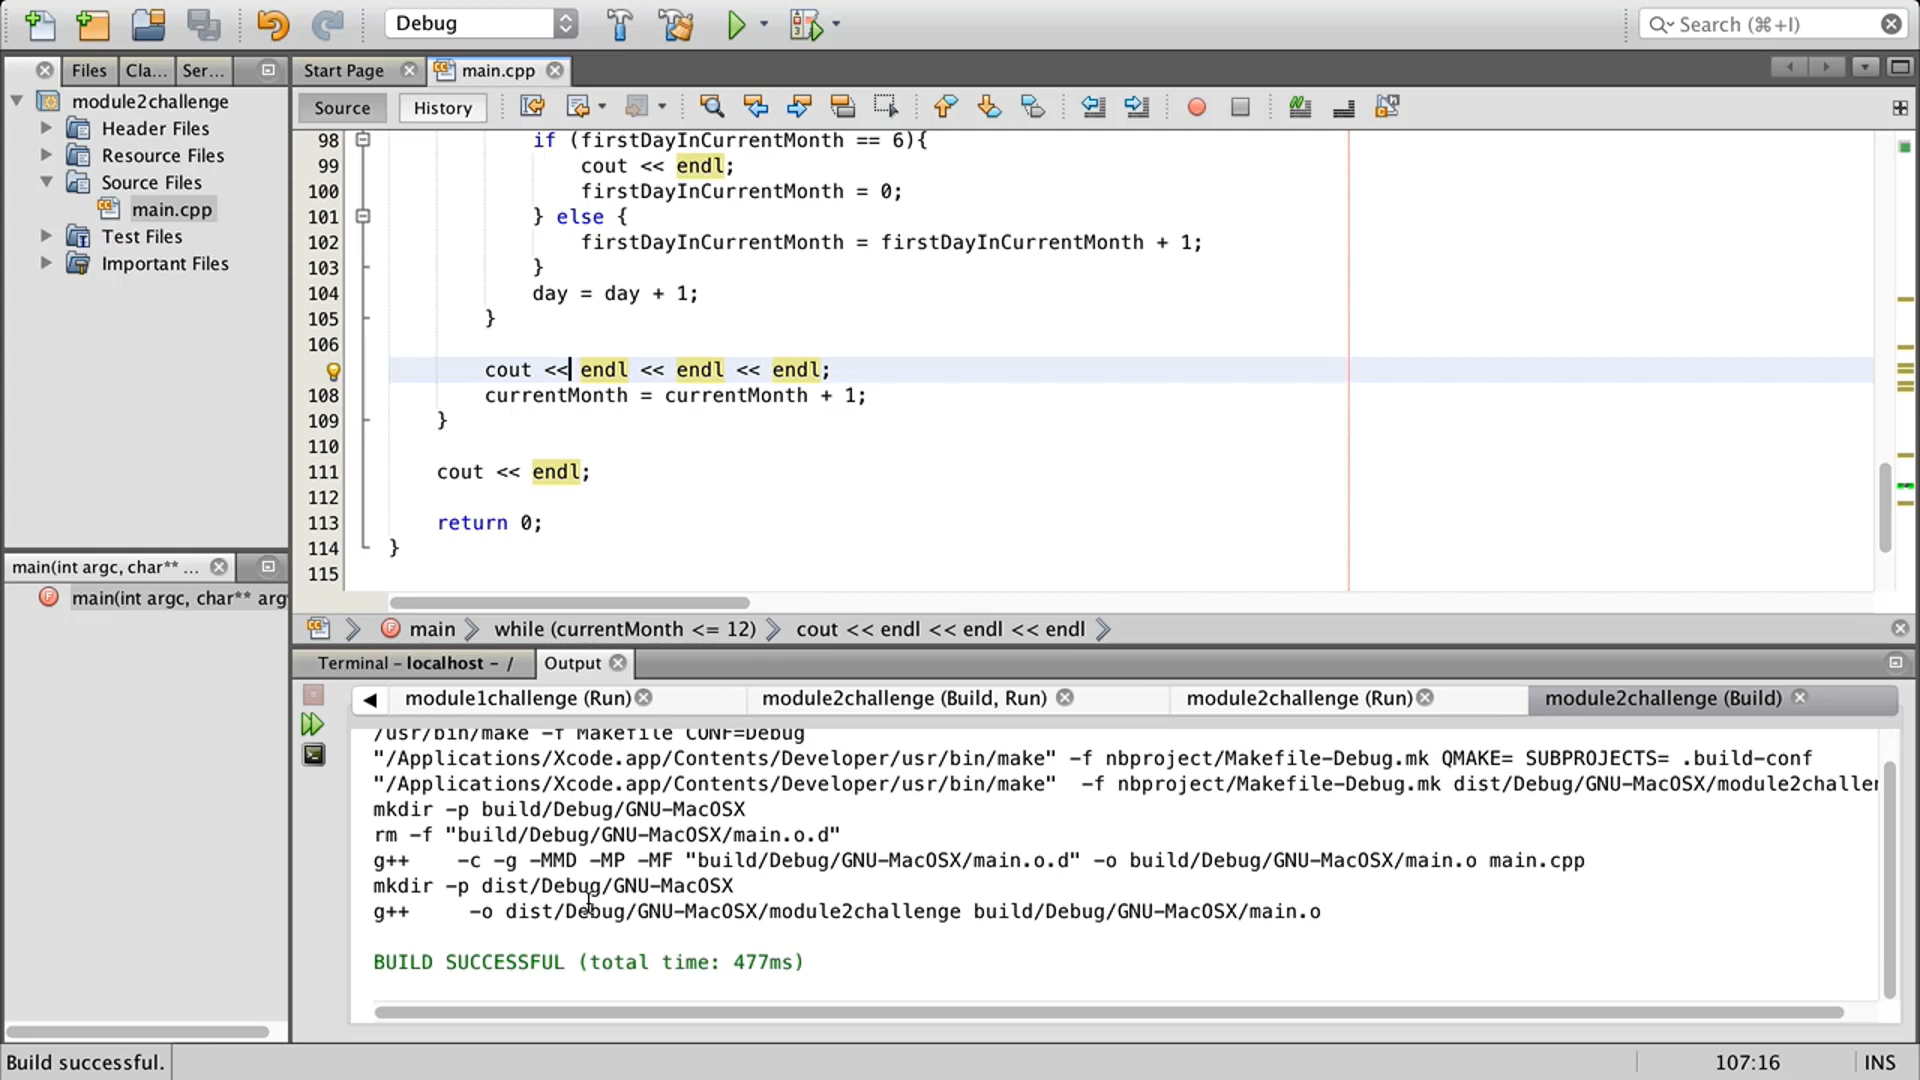 Debug
Search (⌘+I)
Files
Cla...
Ser...
Start Page
main.cpp
module2challenge
Header Files
Resource Files
Source Files
main.cpp
Test Files
Important Files
Source
History
98 if (firstDayInCurrentMonth == 6){
99 cout << endl;
100 firstDayInCurrentMonth = 0;
101 } else {
102 firstDayInCurrentMonth = firstDayInCurrentMonth + 1;
103 }
104 day = day + 1;
105 }
106
cout << endl << endl << endl;
108 currentMonth = currentMonth + 1;
109 }
110
111 cout << endl;
112
113 return 0;
114 }
115
main(int argc, char** ...
main(int argc, char** arg
main
while (currentMonth <= 12)
cout << endl << endl << endl
Terminal – localhost – /
Output
module1challenge (Run)
module2challenge (Build, Run)
module2challenge (Run)
module2challenge (Build)
/usr/bin/make -f Makefile CONF=Debug
"/Applications/Xcode.app/Contents/Developer/usr/bin/make" -f nbproject/Makefile-Debug.mk QMAKE= SUBPROJECTS= .build-conf
"/Applications/Xcode.app/Contents/Developer/usr/bin/make"  -f nbproject/Makefile-Debug.mk dist/Debug/GNU-MacOSX/module2challen
mkdir -p build/Debug/GNU-MacOSX
rm -f "build/Debug/GNU-MacOSX/main.o.d"
g++    -c -g -MMD -MP -MF "build/Debug/GNU-MacOSX/main.o.d" -o build/Debug/GNU-MacOSX/main.o main.cpp
mkdir -p dist/Debug/GNU-MacOSX
g++     -o dist/Debug/GNU-MacOSX/module2challenge build/Debug/GNU-MacOSX/main.o
BUILD SUCCESSFUL (total time: 477ms)
Build successful.
107:16
INS